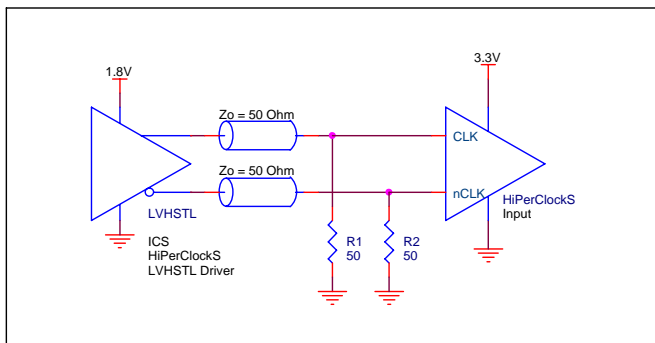 1.8V
3.3V
Zo = 50 Ohm
CLK
Zo = 50 Ohm
nCLK
LVHSTL
HiPerClockS
Input
ICS
HiPerClockS
LVHSTL Driver
R1
50
R2
50